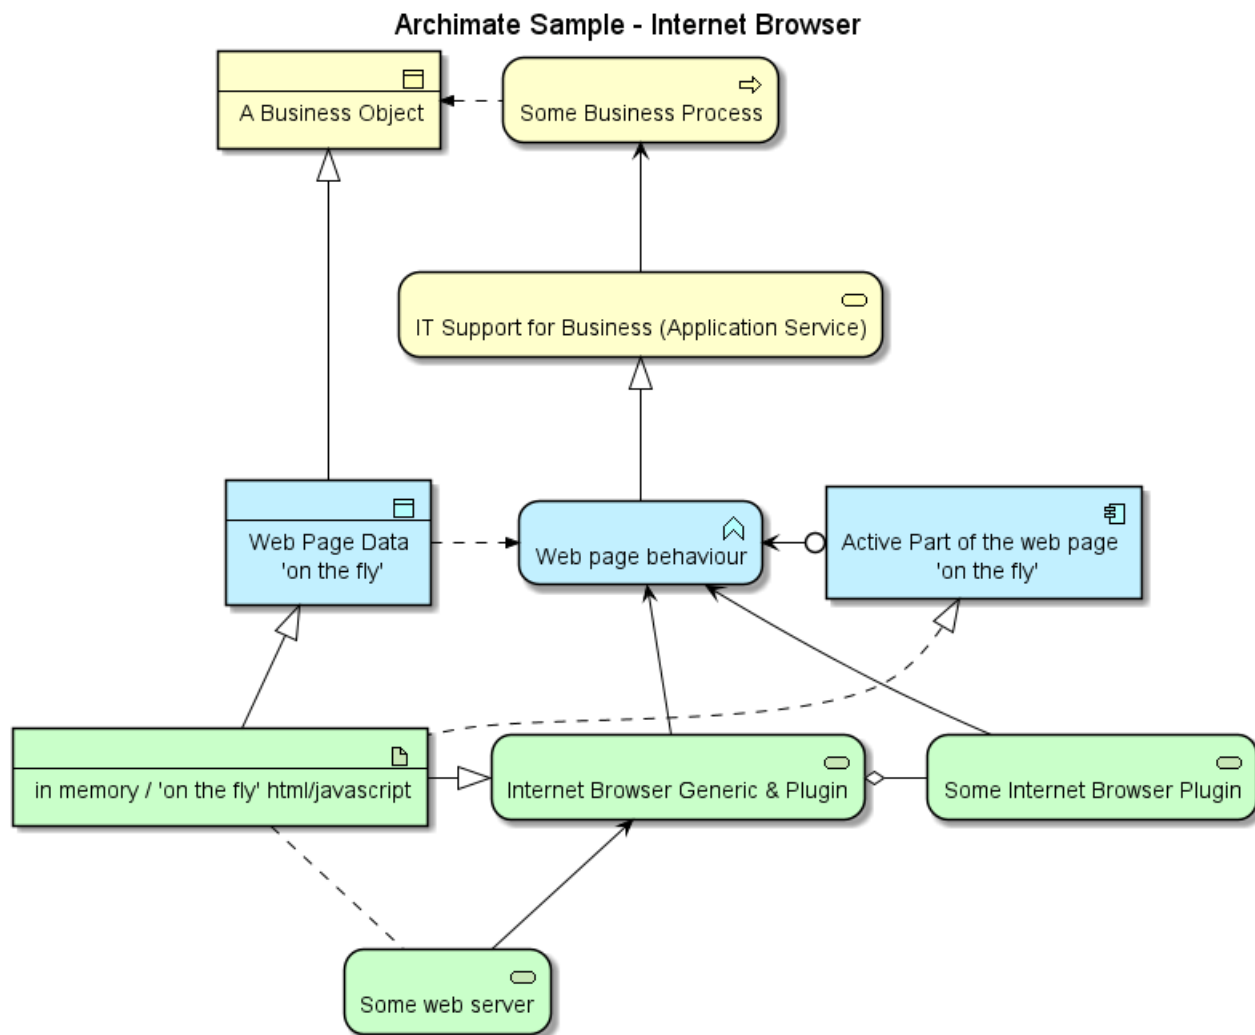 Archimate Sample - Internet Browser
A Business Object
Some Business Process
IT Support for Business (Application Service)
Web Page Data
'on the fly'
Web page behaviour
Active Part of the web page
'on the fly'
in memory / 'on the fly' html/javascript
Internet Browser Generic & Plugin
Some Internet Browser Plugin
Some web server